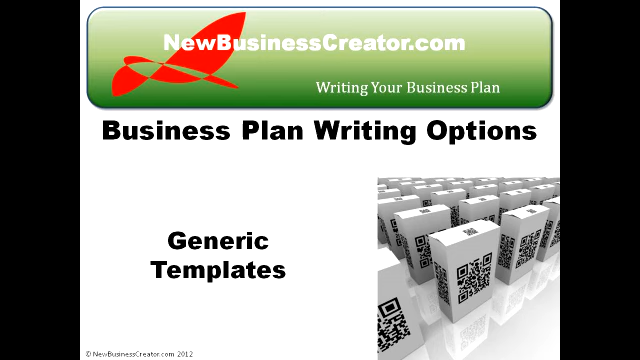 NewBusinessCreator.com
Writing Your Business Plan
Business Plan Writing Options
Generic
Templates
© NewBusinessCreator.com 2012